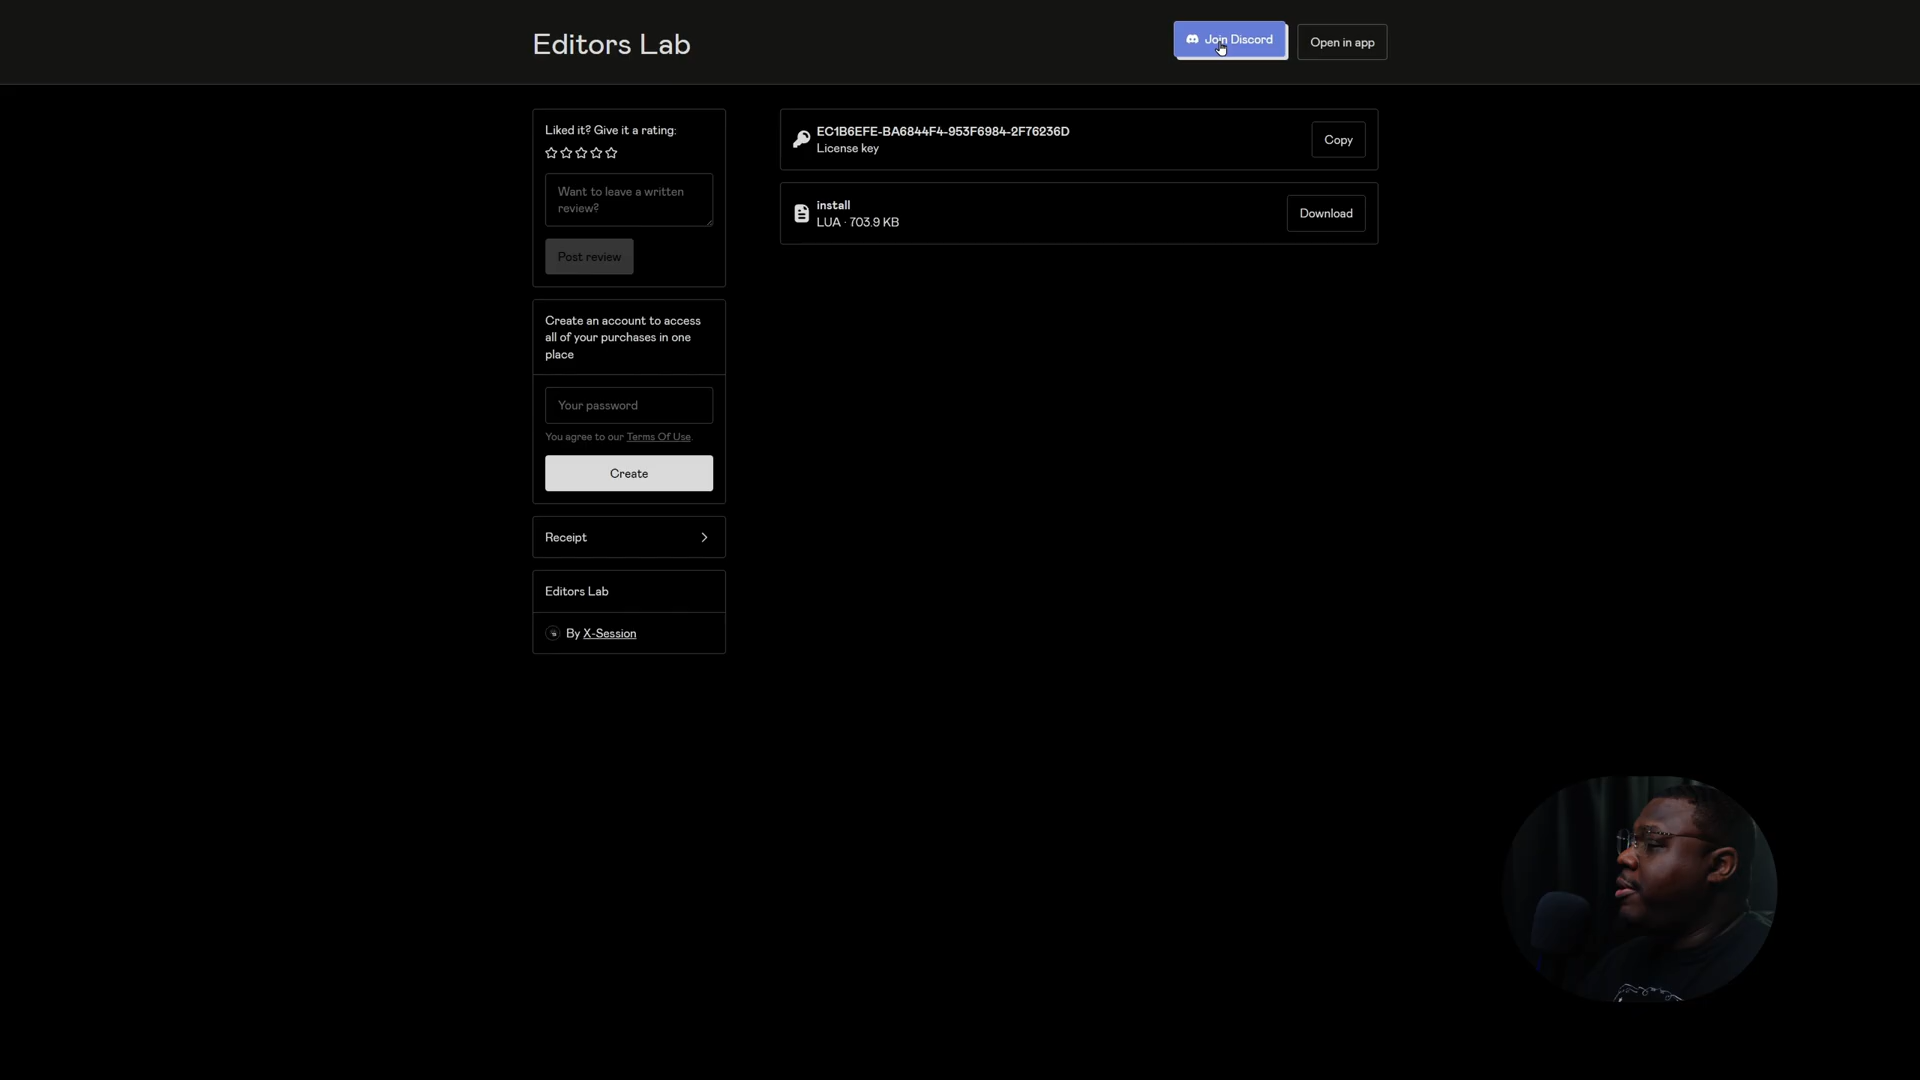 Editors Lab
Join Discord
Open in app
Liked it? Give it a rating:
Want to leave a written
review?
Post review
Create an account to access
all of your purchases in one
place
Your password
You agree to our Terms Of Use.
Create
Receipt
Editors Lab
By X-Session
EC1B6EFE-BA6844F4-953F6984-2F76236D
License key
Copy
install
LUA · 703.9 KB
Download